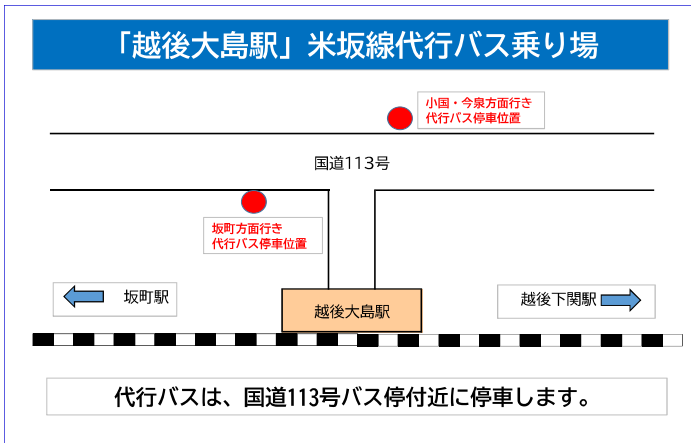 「越後大島駅」米坂線代行バス乗り場
小国・今泉方面行き
代行バス停車位置
国道113号
坂町方面行き
代行バス停車位置
坂町駅
越後大島駅
越後下関駅
代行バスは、国道113号バス停付近に停車します。